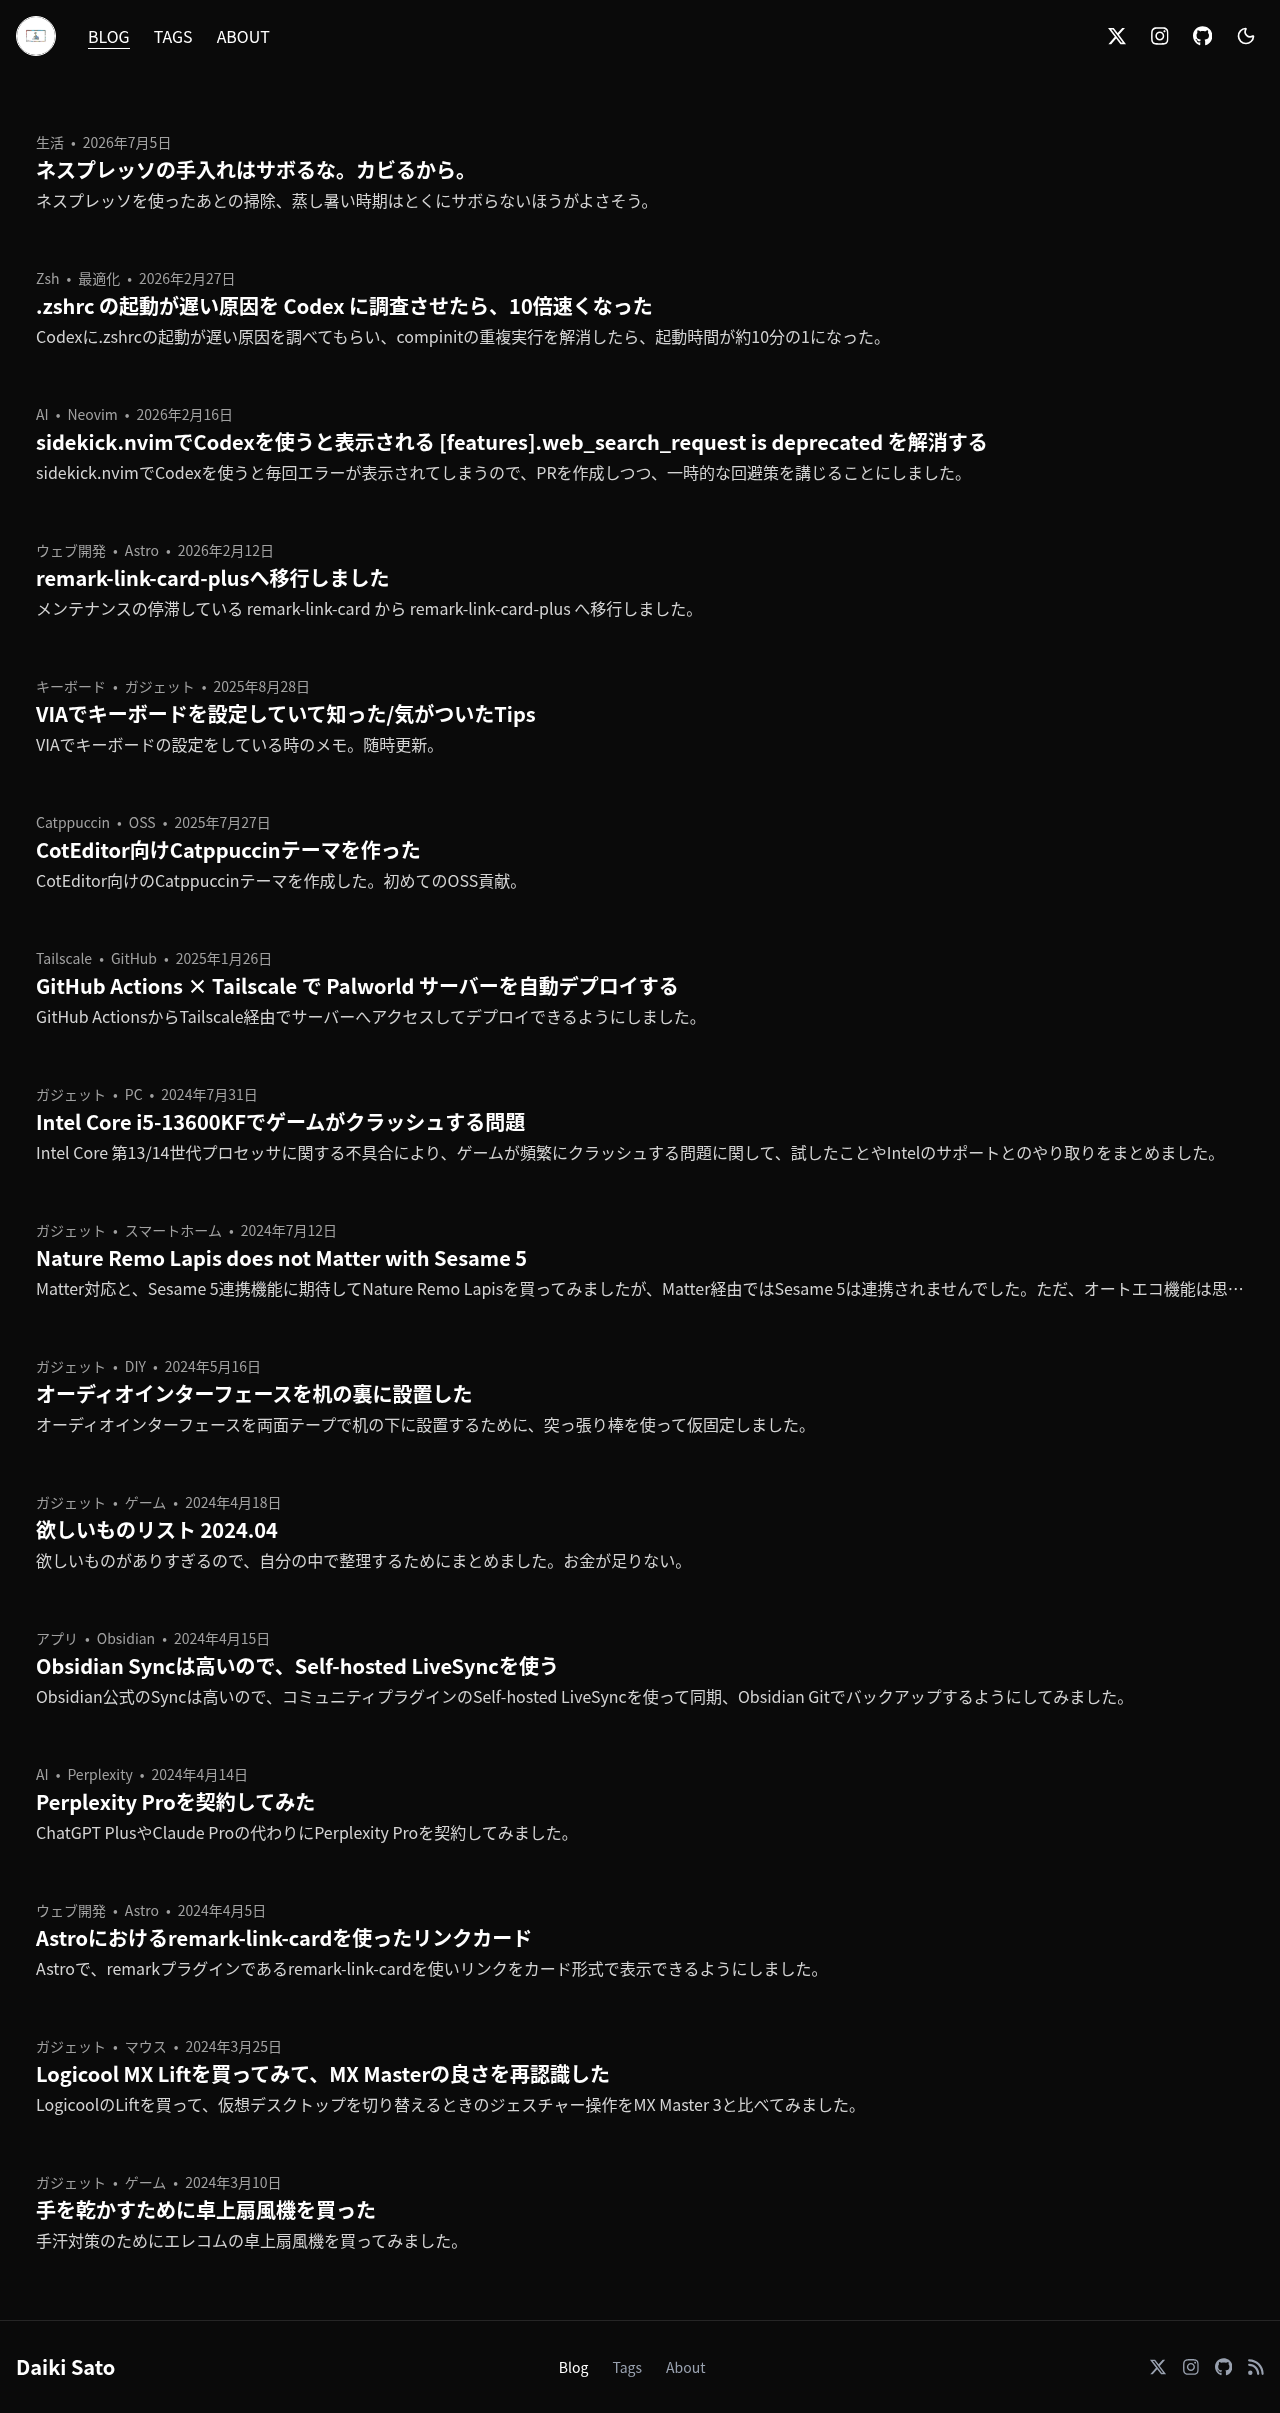 BLOG TAGS ABOUT
生活 • 2026年7月5日
ネスプレッソの手入れはサボるな。カビるから。
ネスプレッソを使ったあとの掃除、蒸し暑い時期はとくにサボらないほうがよさそう。
Zsh • 最適化 • 2026年2月27日
.zshrc の起動が遅い原因を Codex に調査させたら、10倍速くなった
Codexに.zshrcの起動が遅い原因を調べてもらい、compinitの重複実行を解消したら、起動時間が約10分の1になった。
AI • Neovim • 2026年2月16日
sidekick.nvimでCodexを使うと表示される [features].web_search_request is deprecated を解消する
sidekick.nvimでCodexを使うと毎回エラーが表示されてしまうので、PRを作成しつつ、一時的な回避策を講じることにしました。
ウェブ開発 • Astro • 2026年2月12日
remark-link-card-plusへ移行しました
メンテナンスの停滞している remark-link-card から remark-link-card-plus へ移行しました。
キーボード • ガジェット • 2025年8月28日
VIAでキーボードを設定していて知った/気がついたTips
VIAでキーボードの設定をしている時のメモ。随時更新。
Catppuccin • OSS • 2025年7月27日
CotEditor向けCatppuccinテーマを作った
CotEditor向けのCatppuccinテーマを作成した。初めてのOSS貢献。
Tailscale • GitHub • 2025年1月26日
GitHub Actions × Tailscale で Palworld サーバーを自動デプロイする
GitHub ActionsからTailscale経由でサーバーへアクセスしてデプロイできるようにしました。
ガジェット • PC • 2024年7月31日
Intel Core i5-13600KFでゲームがクラッシュする問題
Intel Core 第13/14世代プロセッサに関する不具合により、ゲームが頻繁にクラッシュする問題に関して、試したことやIntelのサポートとのやり取りをまとめました。
ガジェット • スマートホーム • 2024年7月12日
Nature Remo Lapis does not Matter with Sesame 5
Matter対応と、Sesame 5連携機能に期待してNature Remo Lapisを買ってみましたが、Matter経由ではSesame 5は連携されませんでした。ただ、オートエコ機能は思…
ガジェット • DIY • 2024年5月16日
オーディオインターフェースを机の裏に設置した
オーディオインターフェースを両面テープで机の下に設置するために、突っ張り棒を使って仮固定しました。
ガジェット • ゲーム • 2024年4月18日
欲しいものリスト 2024.04
欲しいものがありすぎるので、自分の中で整理するためにまとめました。お金が足りない。
アプリ • Obsidian • 2024年4月15日
Obsidian Syncは高いので、Self-hosted LiveSyncを使う
Obsidian公式のSyncは高いので、コミュニティプラグインのSelf-hosted LiveSyncを使って同期、Obsidian Gitでバックアップするようにしてみました。
AI • Perplexity • 2024年4月14日
Perplexity Proを契約してみた
ChatGPT PlusやClaude Proの代わりにPerplexity Proを契約してみました。
ウェブ開発 • Astro • 2024年4月5日
Astroにおけるremark-link-cardを使ったリンクカード
Astroで、remarkプラグインであるremark-link-cardを使いリンクをカード形式で表示できるようにしました。
ガジェット • マウス • 2024年3月25日
Logicool MX Liftを買ってみて、MX Masterの良さを再認識した
LogicoolのLiftを買って、仮想デスクトップを切り替えるときのジェスチャー操作をMX Master 3と比べてみました。
ガジェット • ゲーム • 2024年3月10日
手を乾かすために卓上扇風機を買った
手汗対策のためにエレコムの卓上扇風機を買ってみました。
Daiki Sato Blog Tags About